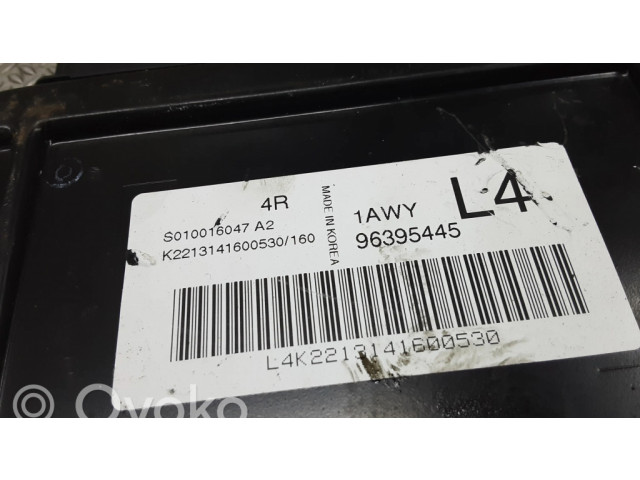 4R
S010016047 A2
K2213141600530/160
MADE IN KOREA
1AWY
L4
96395445
L4K2213141600530
Ovoko